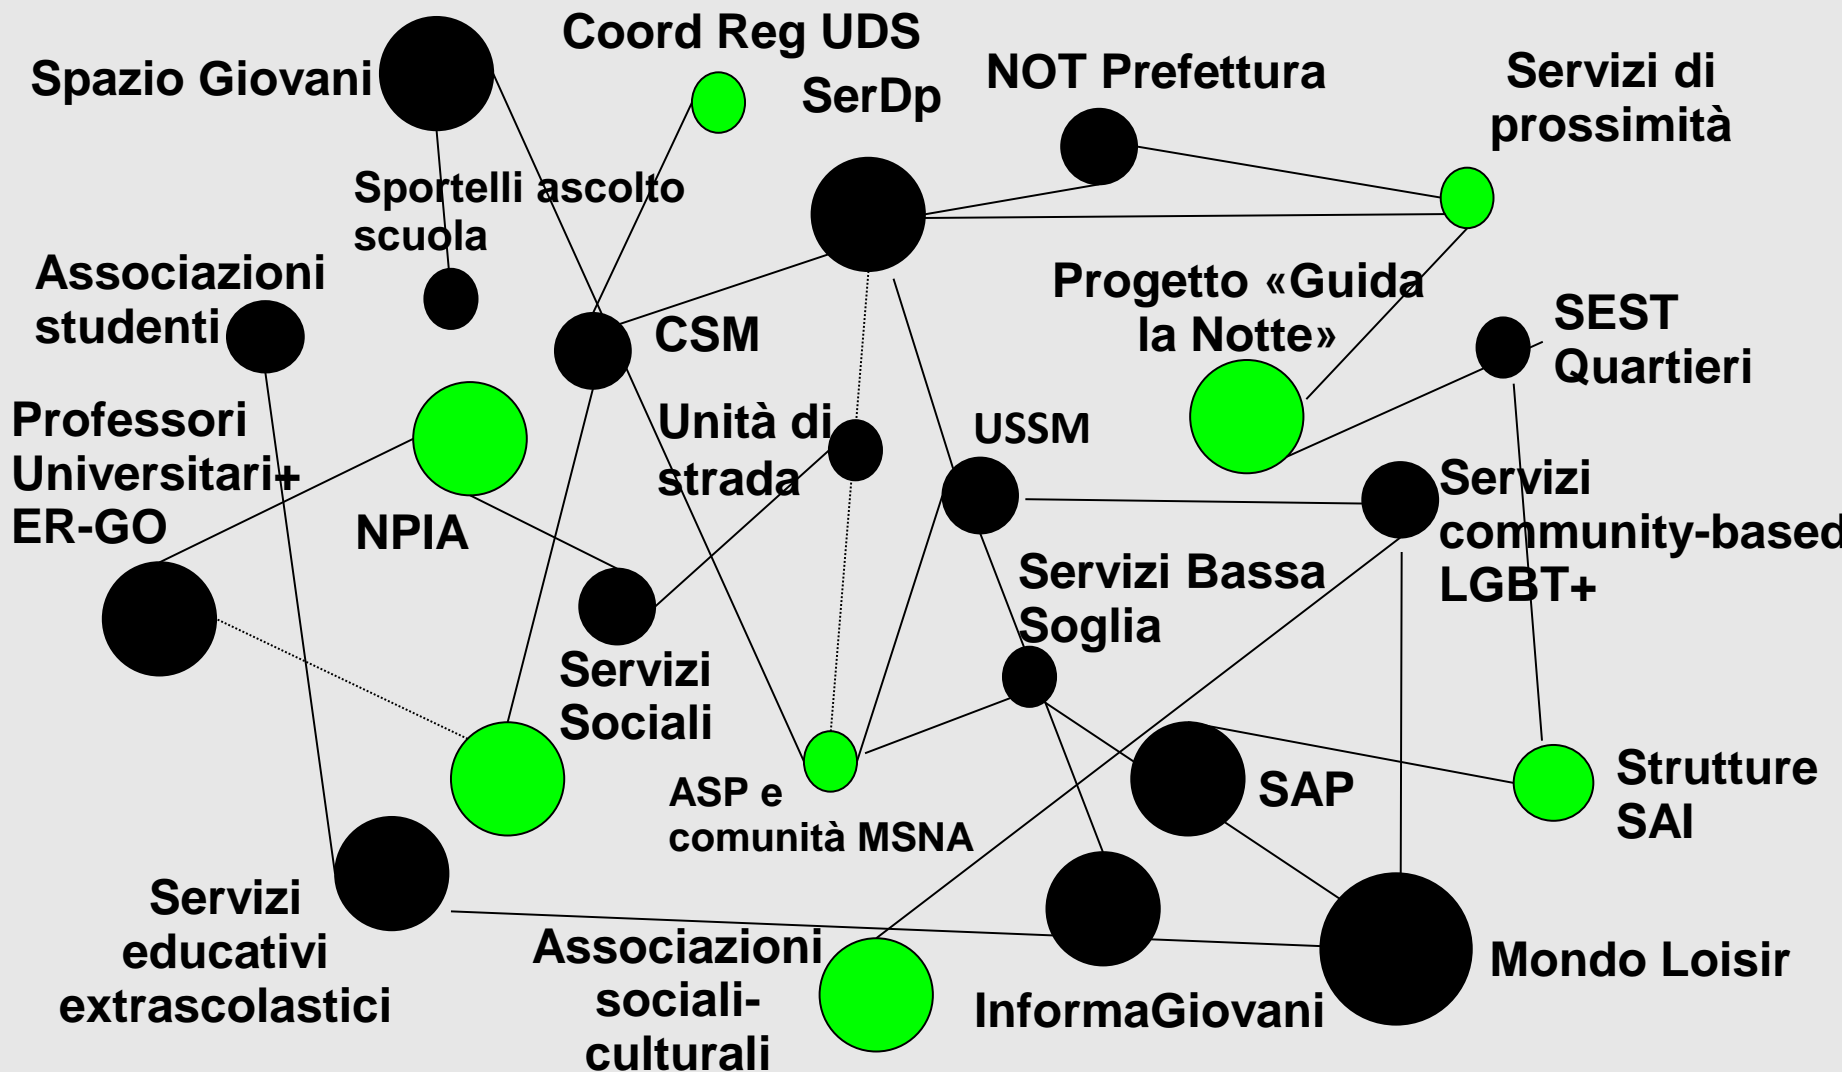 Coord Reg UDS
Spazio Giovani
SerDp
NOT Prefettura
Servizi di
prossimità
Sportelli ascolto
scuola
Associazioni
studenti
CSM
Progetto «Guida
la Notte»
SEST
Quartieri
Professori
Universitari+
ER-GO
NPIA
Unità di
strada
USSM
Servizi
community-based
LGBT+
Servizi Bassa
Soglia
Servizi
Sociali
ASP e
comunità MSNA
SAP
Strutture
SAI
Servizi
educativi
extrascolastici
Associazioni
sociali-
culturali
InformaGiovani
Mondo Loisir